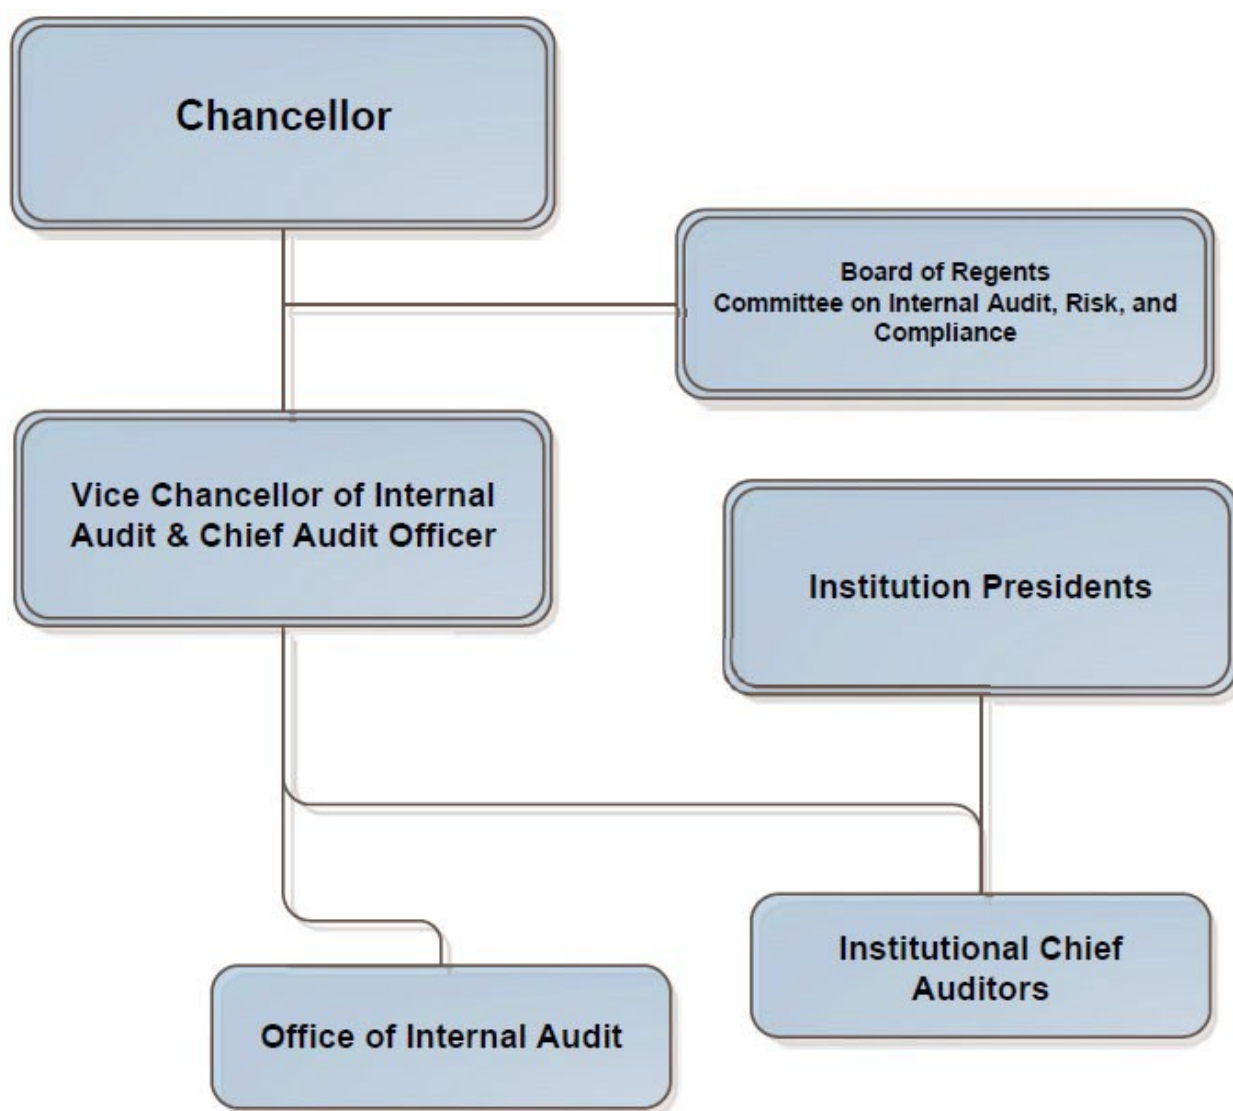 Chancellor
Board of Regents
Committee on Internal Audit, Risk, and
Compliance
Vice Chancellor of Internal
Audit & Chief Audit Officer
Institution Presidents
Institutional Chief
Auditors
Office of Internal Audit